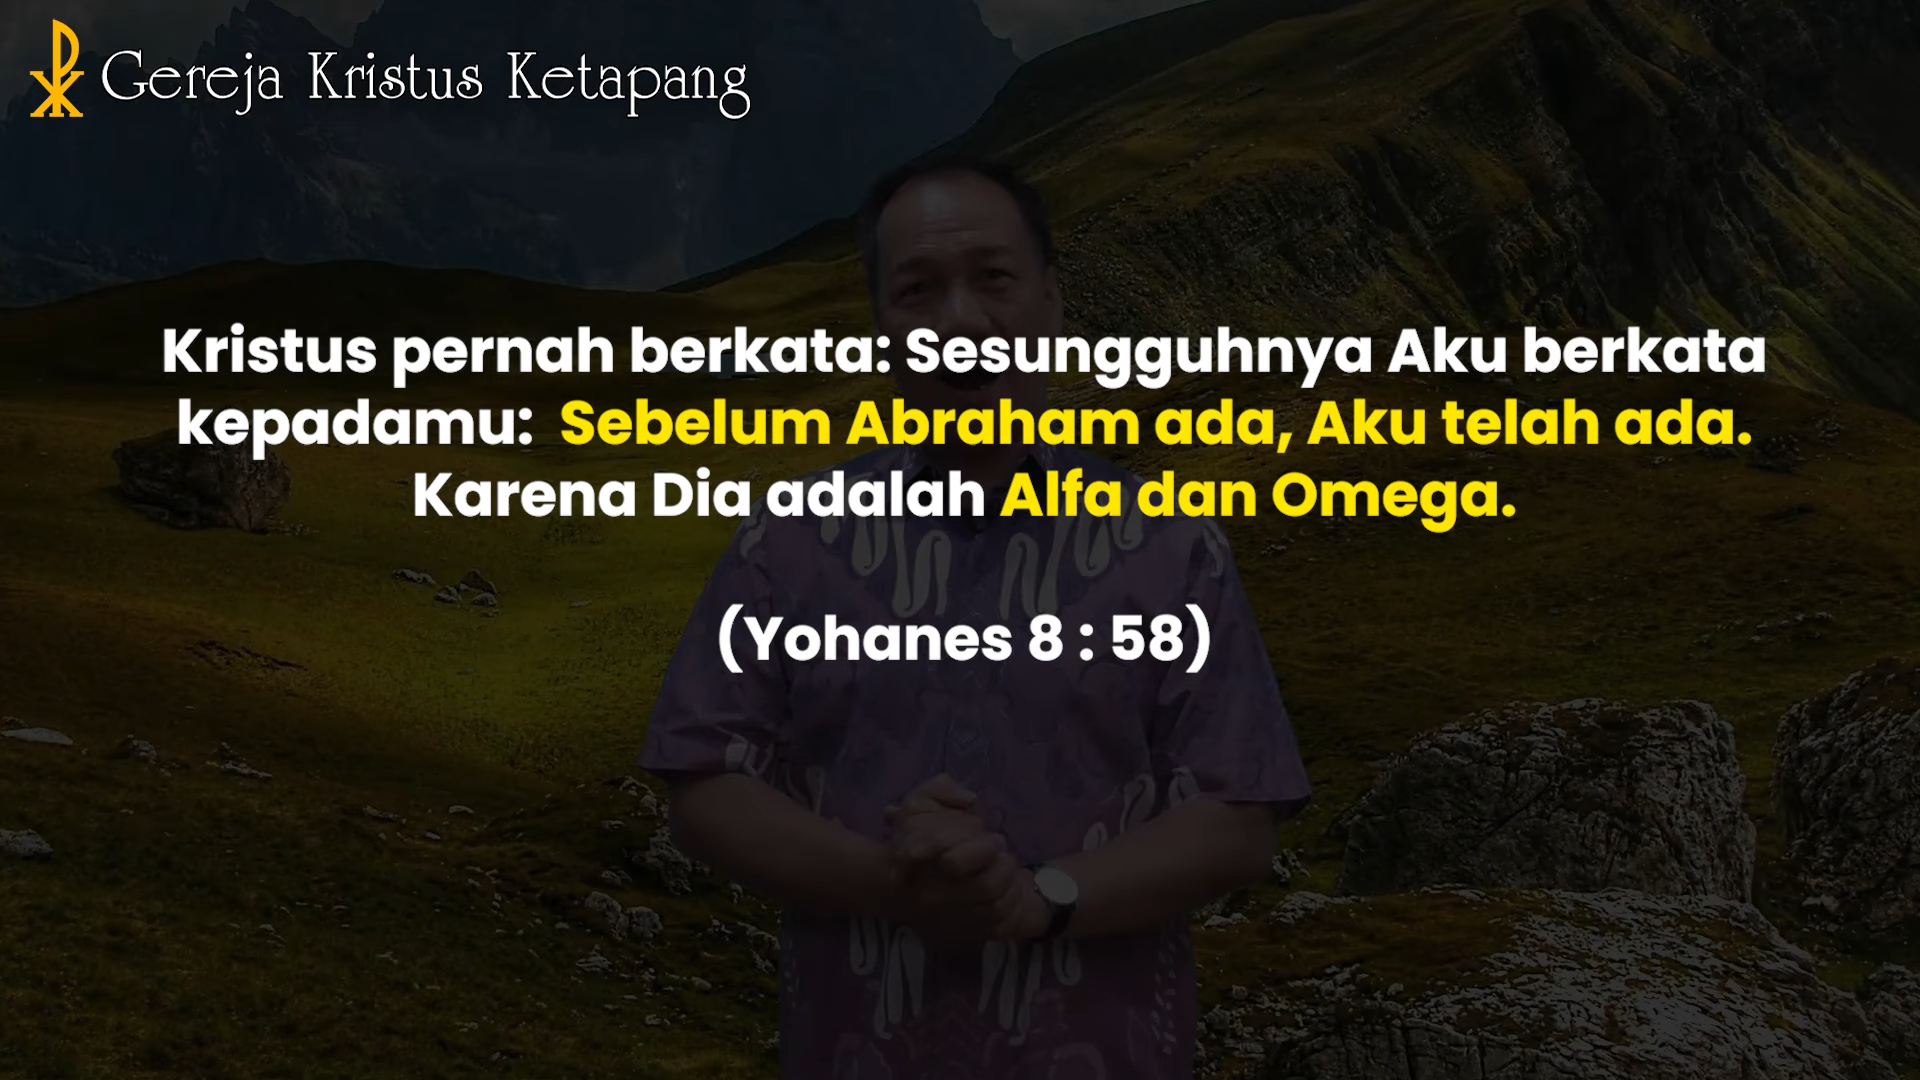 Gereja Kristus Ketapang
Kristus pernah berkata: Sesungguhnya Aku berkata
kepadamu: Sebelum Abraham ada, Aku telah ada.
Karena Dia adalah Alfa dan Omega.
(Yohanes 8 : 58)